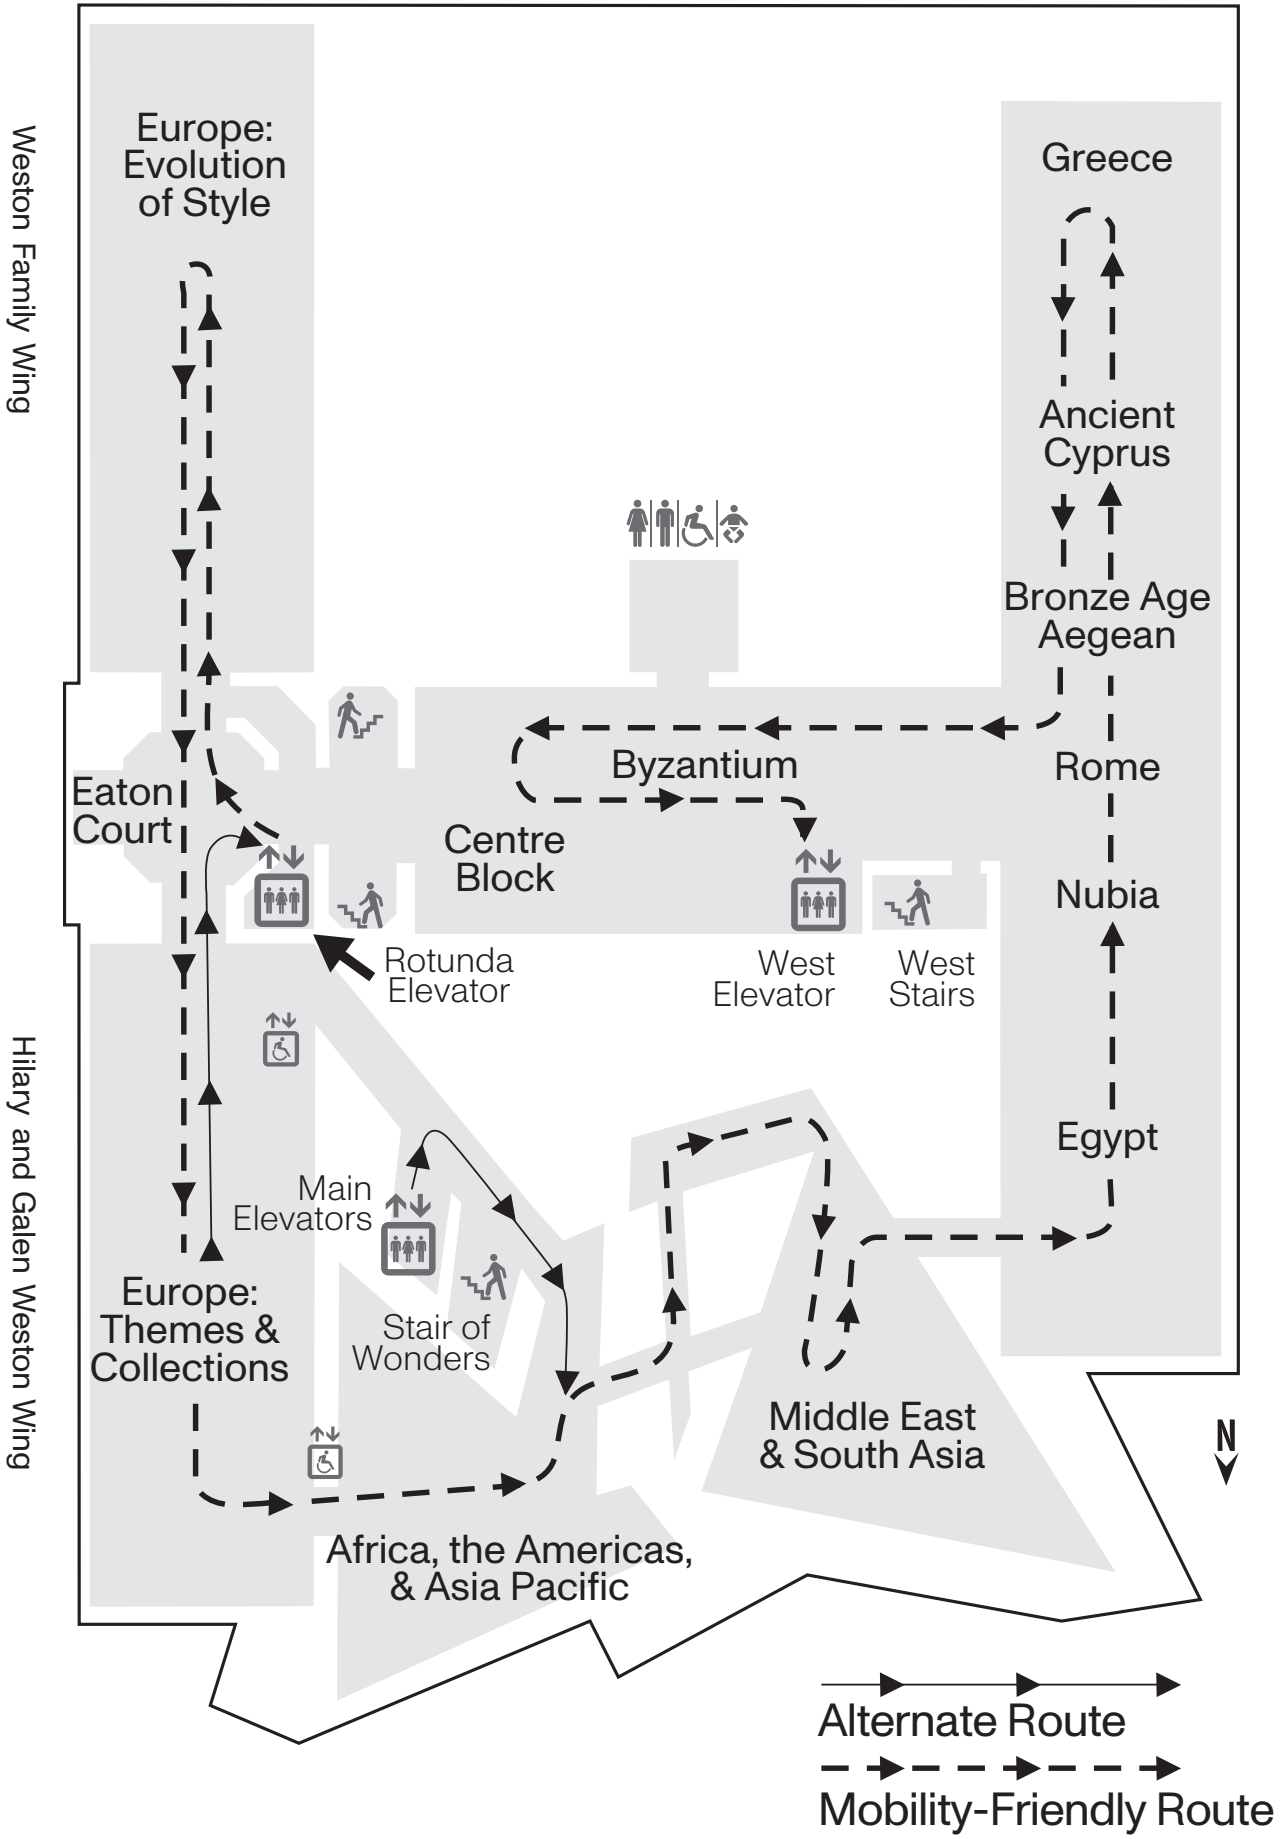 Weston Family Wing
Europe:
Evolution
of Style
Greece
Ancient
Cyprus
Bronze Age
Aegean
Eaton
Court
Byzantium
Rome
Centre
Block
Nubia
Rotunda
Elevator
West
Elevator
West
Stairs
Hilary and Galen Weston Wing
Egypt
Main
Elevators
Europe:
Themes &
Collections
Stair of
Wonders
Middle East
& South Asia
N
Africa, the Americas,
& Asia Pacific
Alternate Route
Mobility-Friendly Route